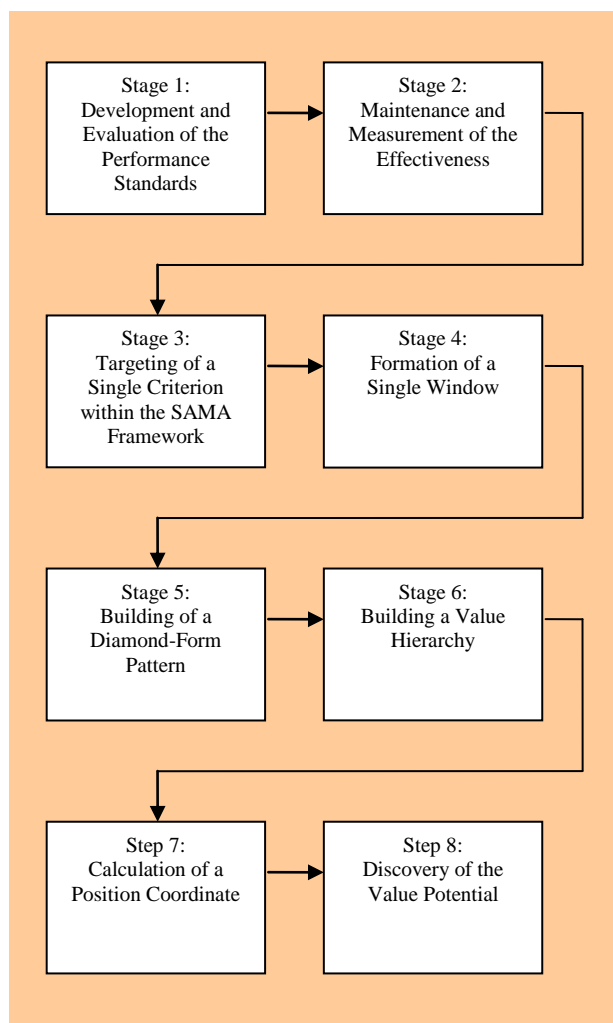 Stage 1:
Development and
Evaluation of the
Performance
Standards
Stage 2:
Maintenance and
Measurement of the
Effectiveness
Stage 3:
Targeting of a
Single Criterion
within the SAMA
Framework
Stage 4:
Formation of a
Single Window
Stage 5:
Building of a
Diamond-Form
Pattern
Stage 6:
Building a Value
Hierarchy
Step 7:
Calculation of a
Position Coordinate
Step 8:
Discovery of the
Value Potential